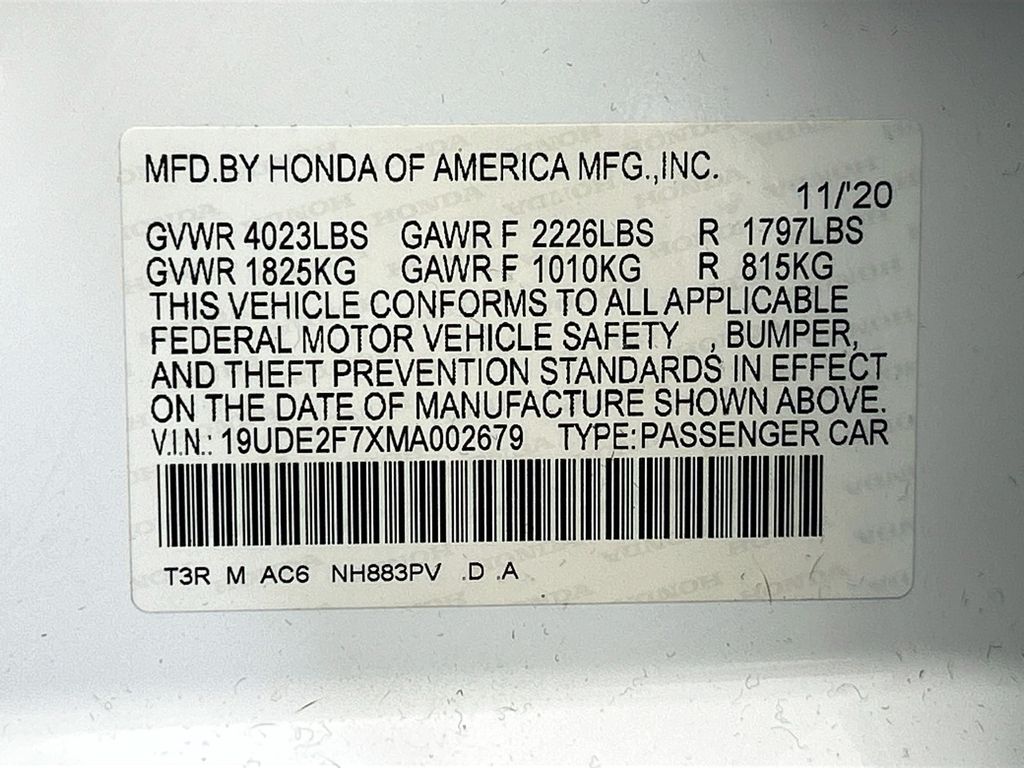 MFD.BY HONDA OF AMERICA MFG.,INC.
11/'20
GVWR 4023LBS GAWR F 2226LBS R 1797LBS
GVWR 1825KG GAWR F 1010KG R 815KG
THIS VEHICLE CONFORMS TO ALL APPLICABLE
FEDERAL MOTOR VEHICLE SAFETY , BUMPER,
AND THEFT PREVENTION STANDARDS IN EFFECT
ON THE DATE OF MANUFACTURE SHOWN ABOVE.
V.I.N.: 19UDE2F7XMA002679 TYPE:PASSENGER CAR
T3R M AC6 NH883PV .D .A